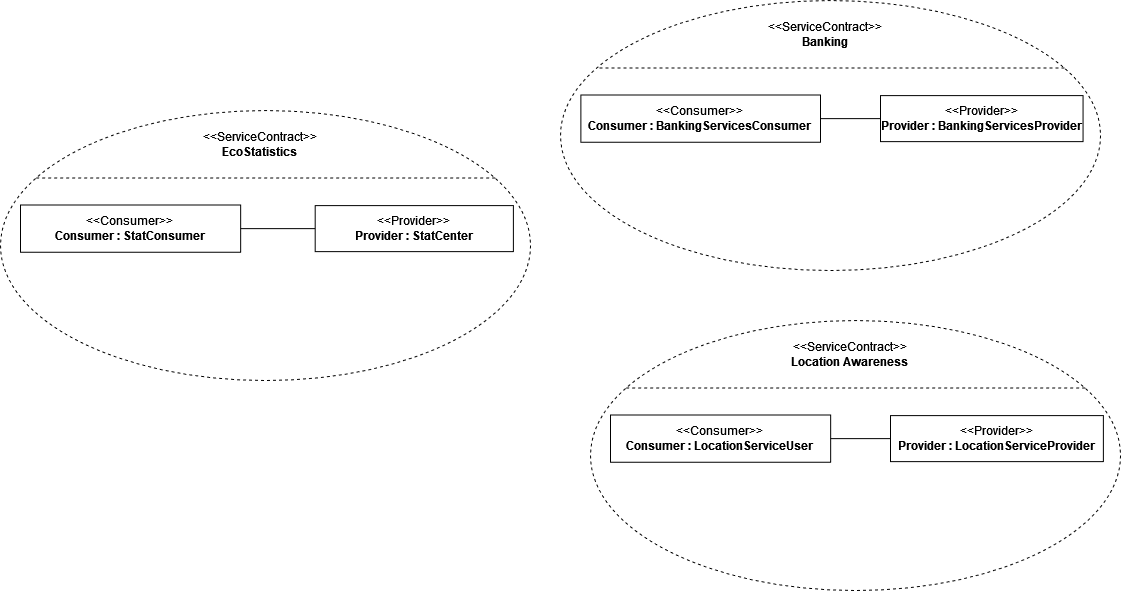 <<ServiceContract>>
Banking
<<Consumer>>
Consumer : BankingServicesConsumer
<<Provider>>
Provider : BankingServicesProvider
<<ServiceContract>>
EcoStatistics
<<Consumer>>
Consumer : StatConsumer
<<Provider>>
Provider : StatCenter
<<ServiceContract>>
Location Awareness
<<Consumer>>
Consumer : LocationServiceUser
<<Provider>>
Provider : LocationServiceProvider